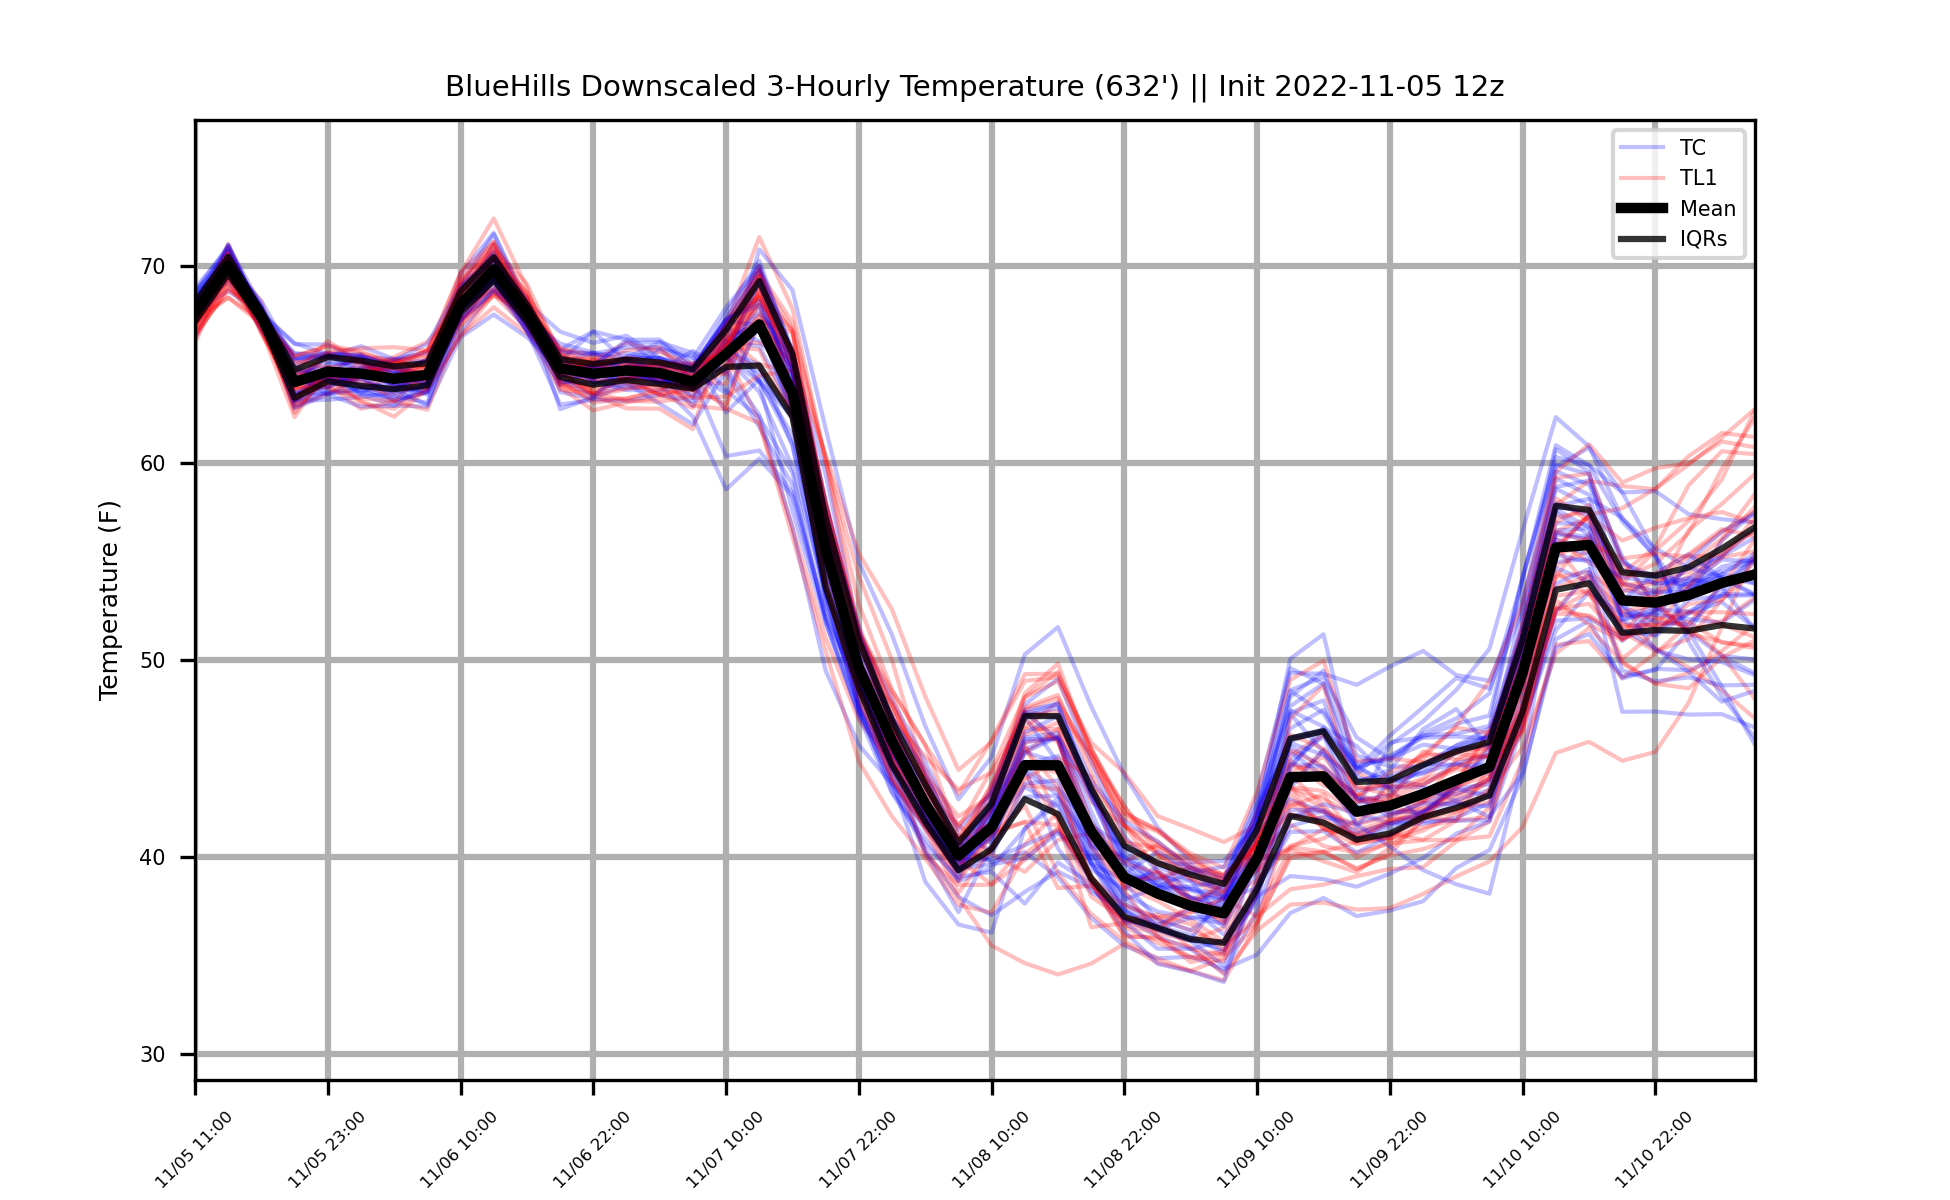 BlueHills Downscaled 3-Hourly Temperature (632') || Init 2022-11-05 12z
TC
TL1
Mean
IQRs
Temperature (F)
70
60
50
40
30
11/05 11:00
11/05 23:00
11/06 10:00
11/06 22:00
11/07 10:00
11/07 22:00
11/08 10:00
11/08 22:00
11/09 10:00
11/09 22:00
11/10 10:00
11/10 22:00